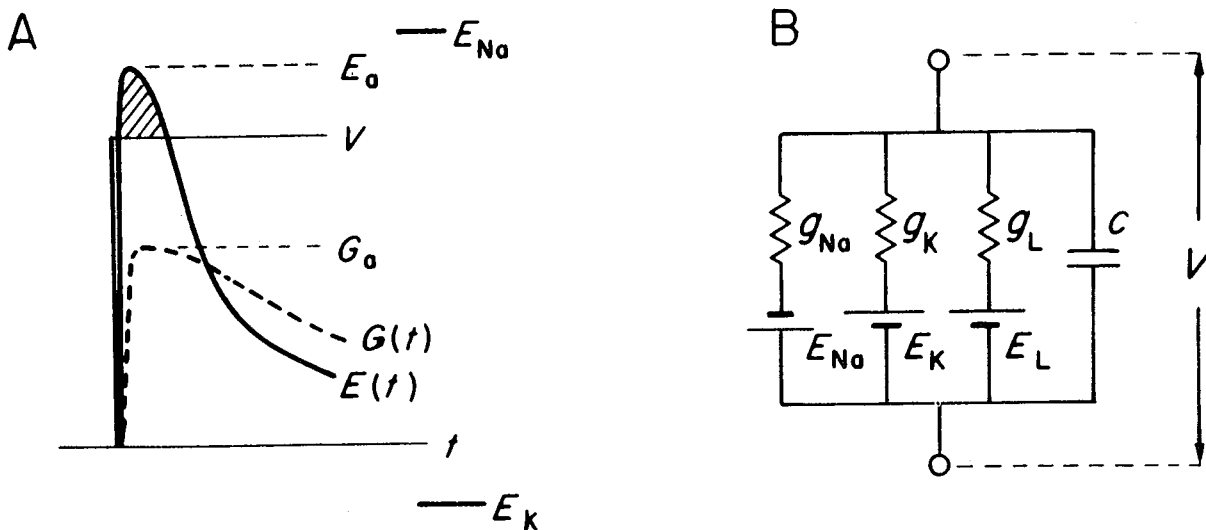 A
E_Na
E_a
V
G_a
G(t)
E(t)
t
E_K
B
g_Na
g_K
g_L
C
V
E_Na
E_K
E_L